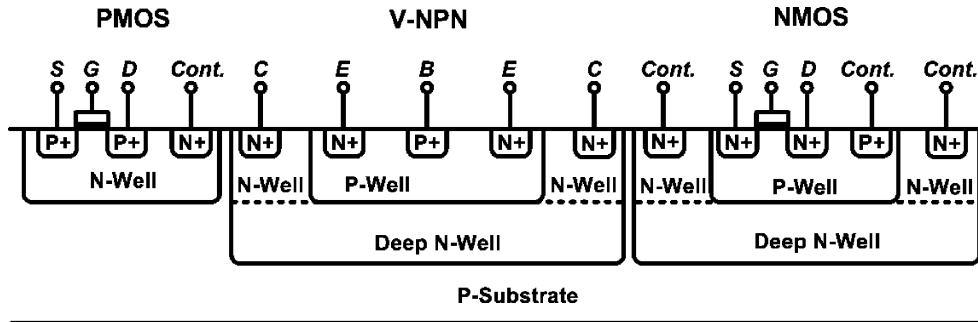 PMOS V-NPN NMOS
S G D Cont. C E B E C Cont. S G D Cont. Cont.
P+ P+ N+ N+ N+ P+ N+ N+ N+ N+ N+ P+ N+
N-Well N-Well P-Well N-Well N-Well P-Well N-Well
Deep N-Well Deep N-Well
P-Substrate